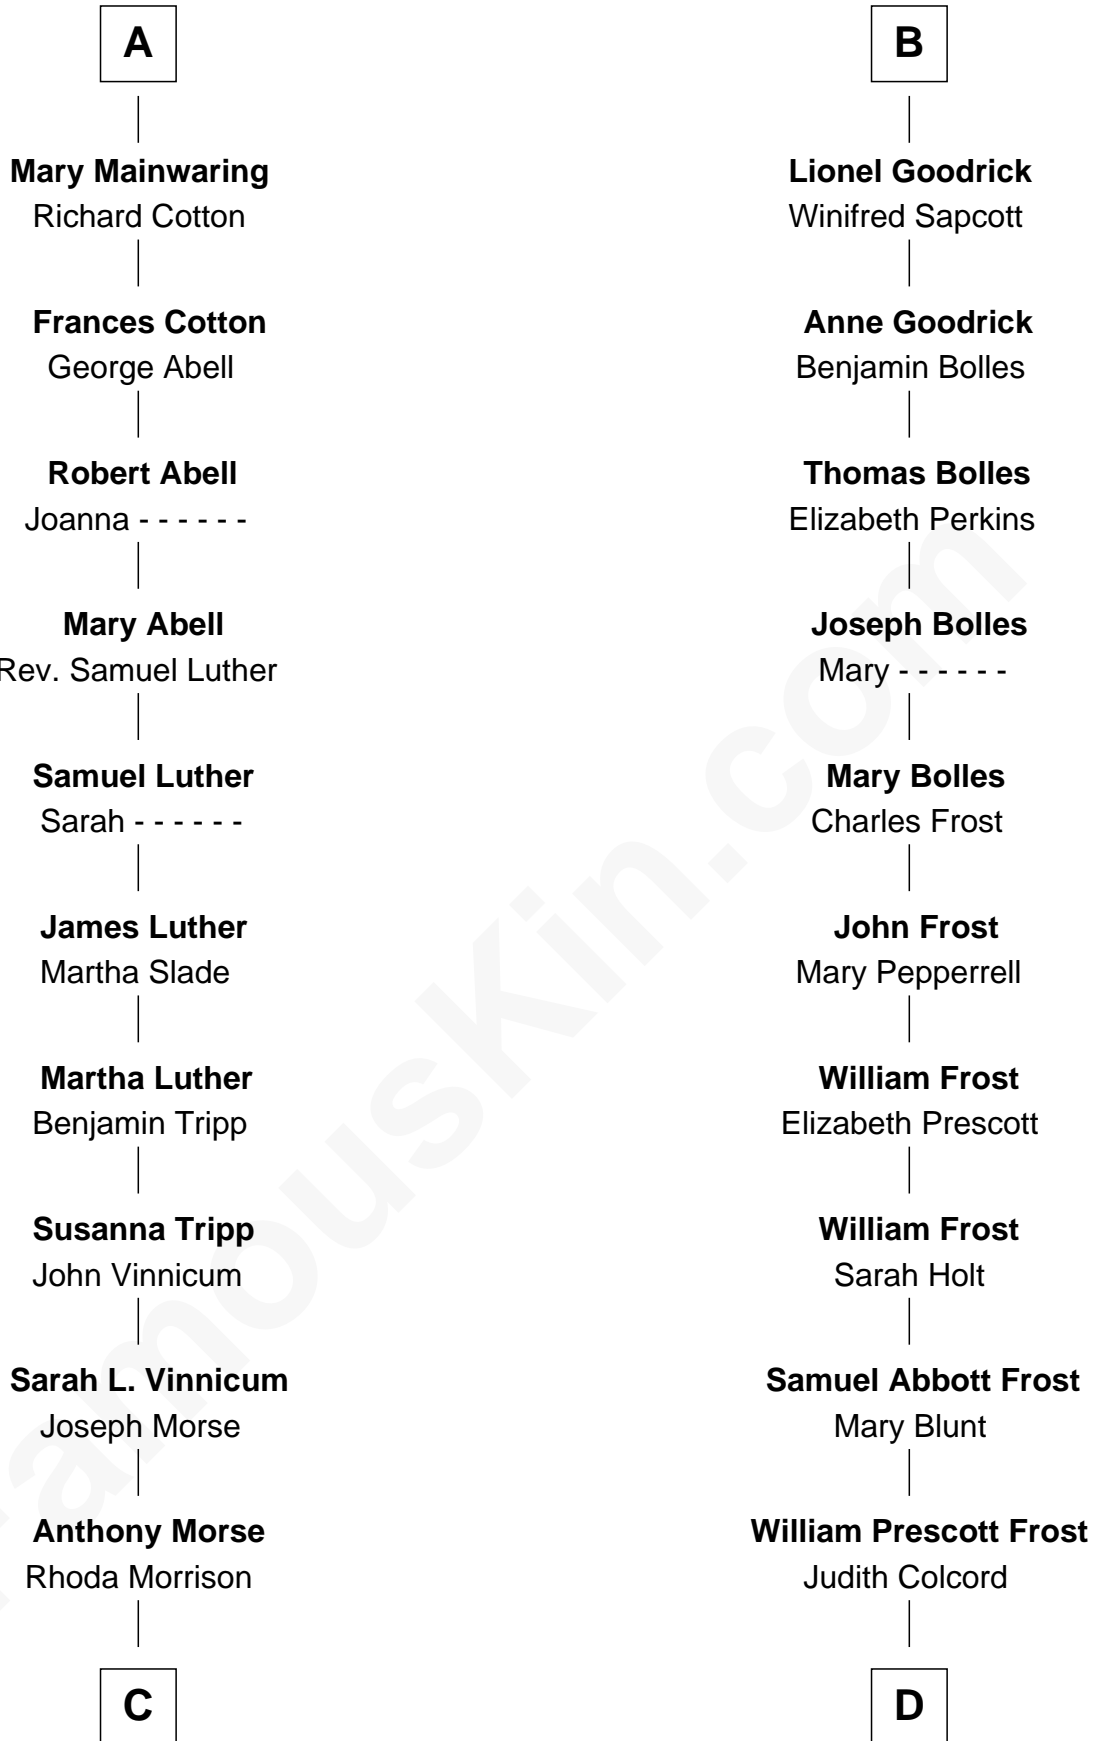 A
Mary Mainwaring
Richard Cotton
Frances Cotton
George Abell
Robert Abell
Joanna - - - - - -
Mary Abell
Rev. Samuel Luther
Samuel Luther
Sarah - - - - - -
James Luther
Martha Slade
Martha Luther
Benjamin Tripp
Susanna Tripp
John Vinnicum
Sarah L. Vinnicum
Joseph Morse
Anthony Morse
Rhoda Morrison
C
B
Lionel Goodrick
Winifred Sapcott
Anne Goodrick
Benjamin Bolles
Thomas Bolles
Elizabeth Perkins
Joseph Bolles
Mary - - - - - -
Mary Bolles
Charles Frost
John Frost
Mary Pepperrell
William Frost
Elizabeth Prescott
William Frost
Sarah Holt
Samuel Abbott Frost
Mary Blunt
William Prescott Frost
Judith Colcord
D
FamousKin.com